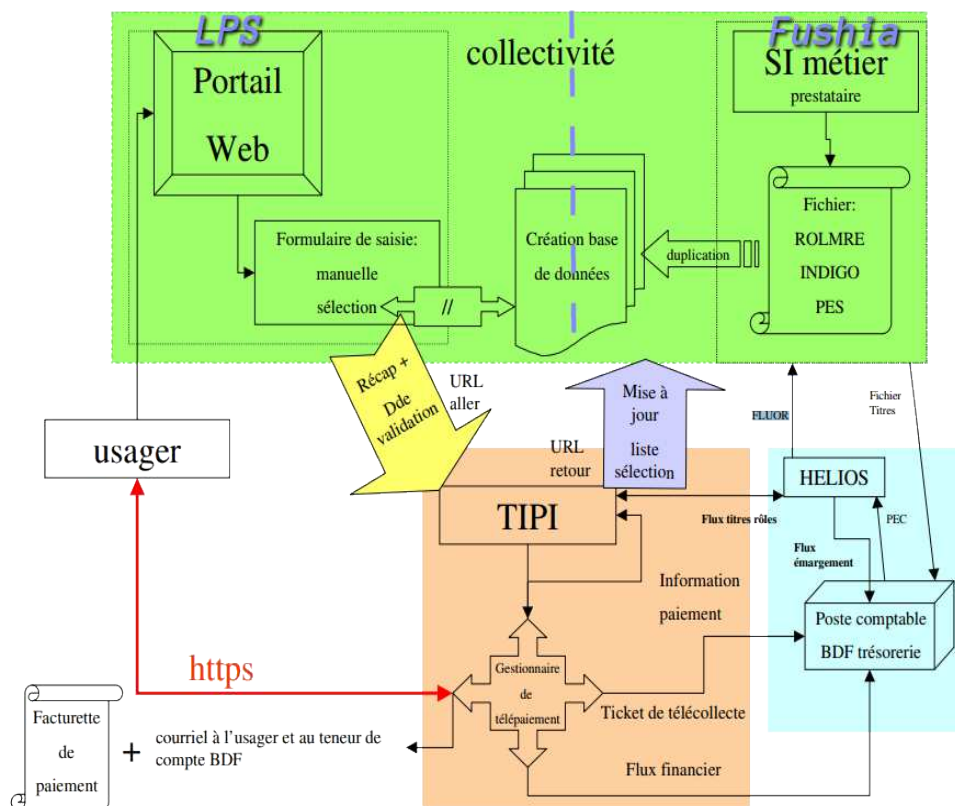 LPS
collectivité
Fushia
Portail
Web
SI métier
prestataire
Formulaire de saisie:
manuelle
sélection
//
Création base
de données
duplication
Fichier:
ROLMRE
INDIGO
PES
Récap +
Dde
validation
URL
aller
Mise à
jour
liste
sélection
URL
retour
FLUOR
Fichier
Titres
usager
TIPI
HELIOS
Flux titres rôles
PEC
Flux
émargement
Information
paiement
Poste comptable
BDF trésorerie
https
Gestionnaire
de
télépaiement
Ticket de télécollecte
Facturette
de
paiement
+
courriel à l'usager et au teneur de
compte BDF
Flux financier